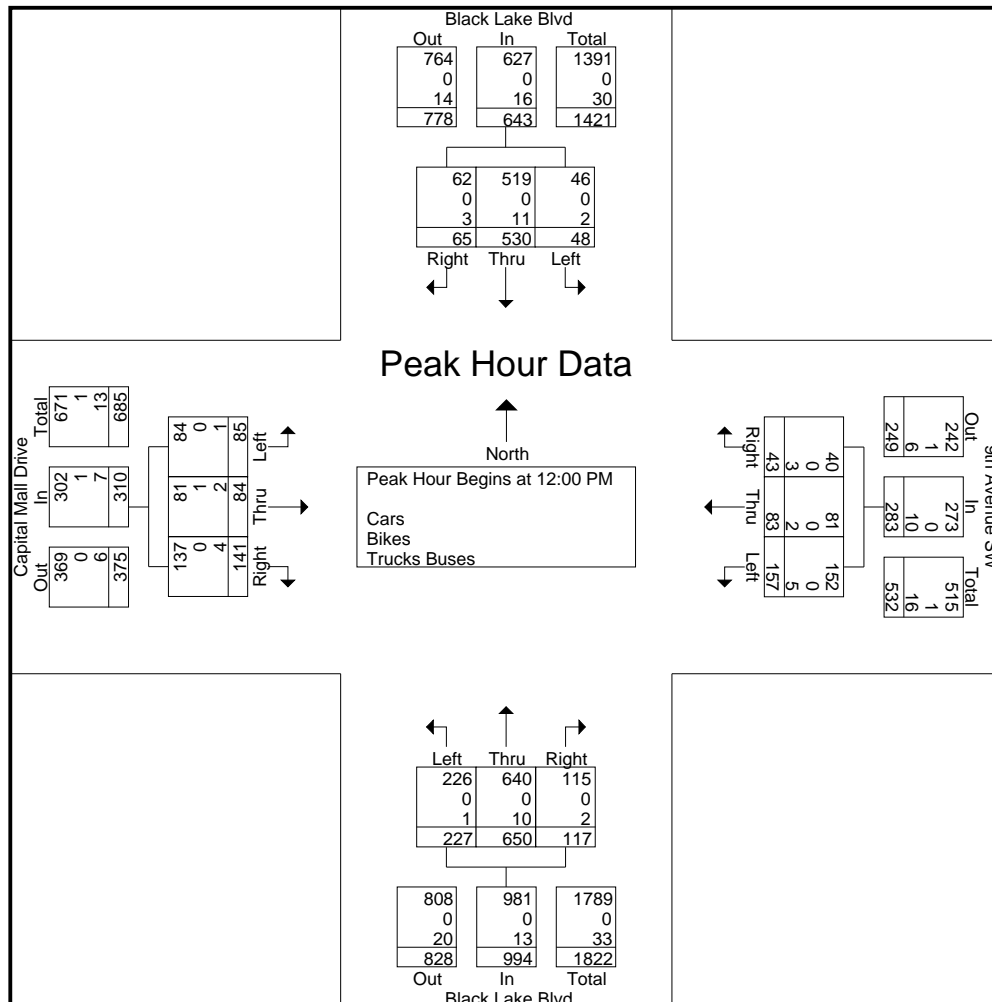 Black Lake Blvd
Out In Total
764 627 1391
0 0 0
14 16 30
778 643 1421
62 519 46
0 0 0
3 11 2
65 530 48
Right Thru Left
Peak Hour Data
North
Peak Hour Begins at 12:00 PM
Cars
Bikes
Trucks Buses
Capital Mall Drive
Out In Total
369 302 671
0 1 1
6 7 13
375 310 685
137 81 84
0 1 0
4 2 1
141 84 85
Right Thru Left
9th Avenue SW
Out In Total
242 273 515
1 0 1
6 10 16
249 283 532
40 81 152
0 0 0
3 2 5
43 83 157
Right Thru Left
Left Thru Right
226 640 115
0 0 0
1 10 2
227 650 117
808 981 1789
0 0 0
20 13 33
828 994 1822
Out In Total
Black Lake Blvd